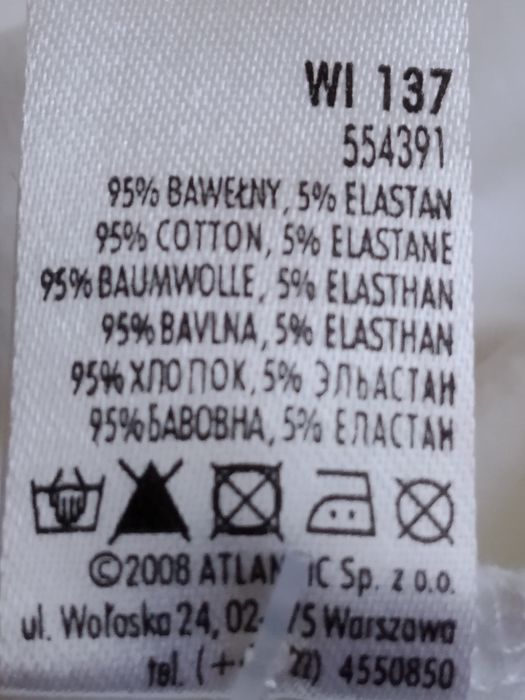 WI 137
554391
95% BAWEŁNY, 5% ELASTAN
95% COTTON, 5% ELASTANE
95% BAUMWOLLE, 5% ELASTHAN
95% BAVLNA, 5% ELASTHAN
95% ХЛОПОК, 5% ЭЛЬАСТАН
95% БАВОВНА, 5% ЕЛАСТАН
©2008 Sp. z o.o.
ul. Wołoska 24, Warszawa
tel. 4550850